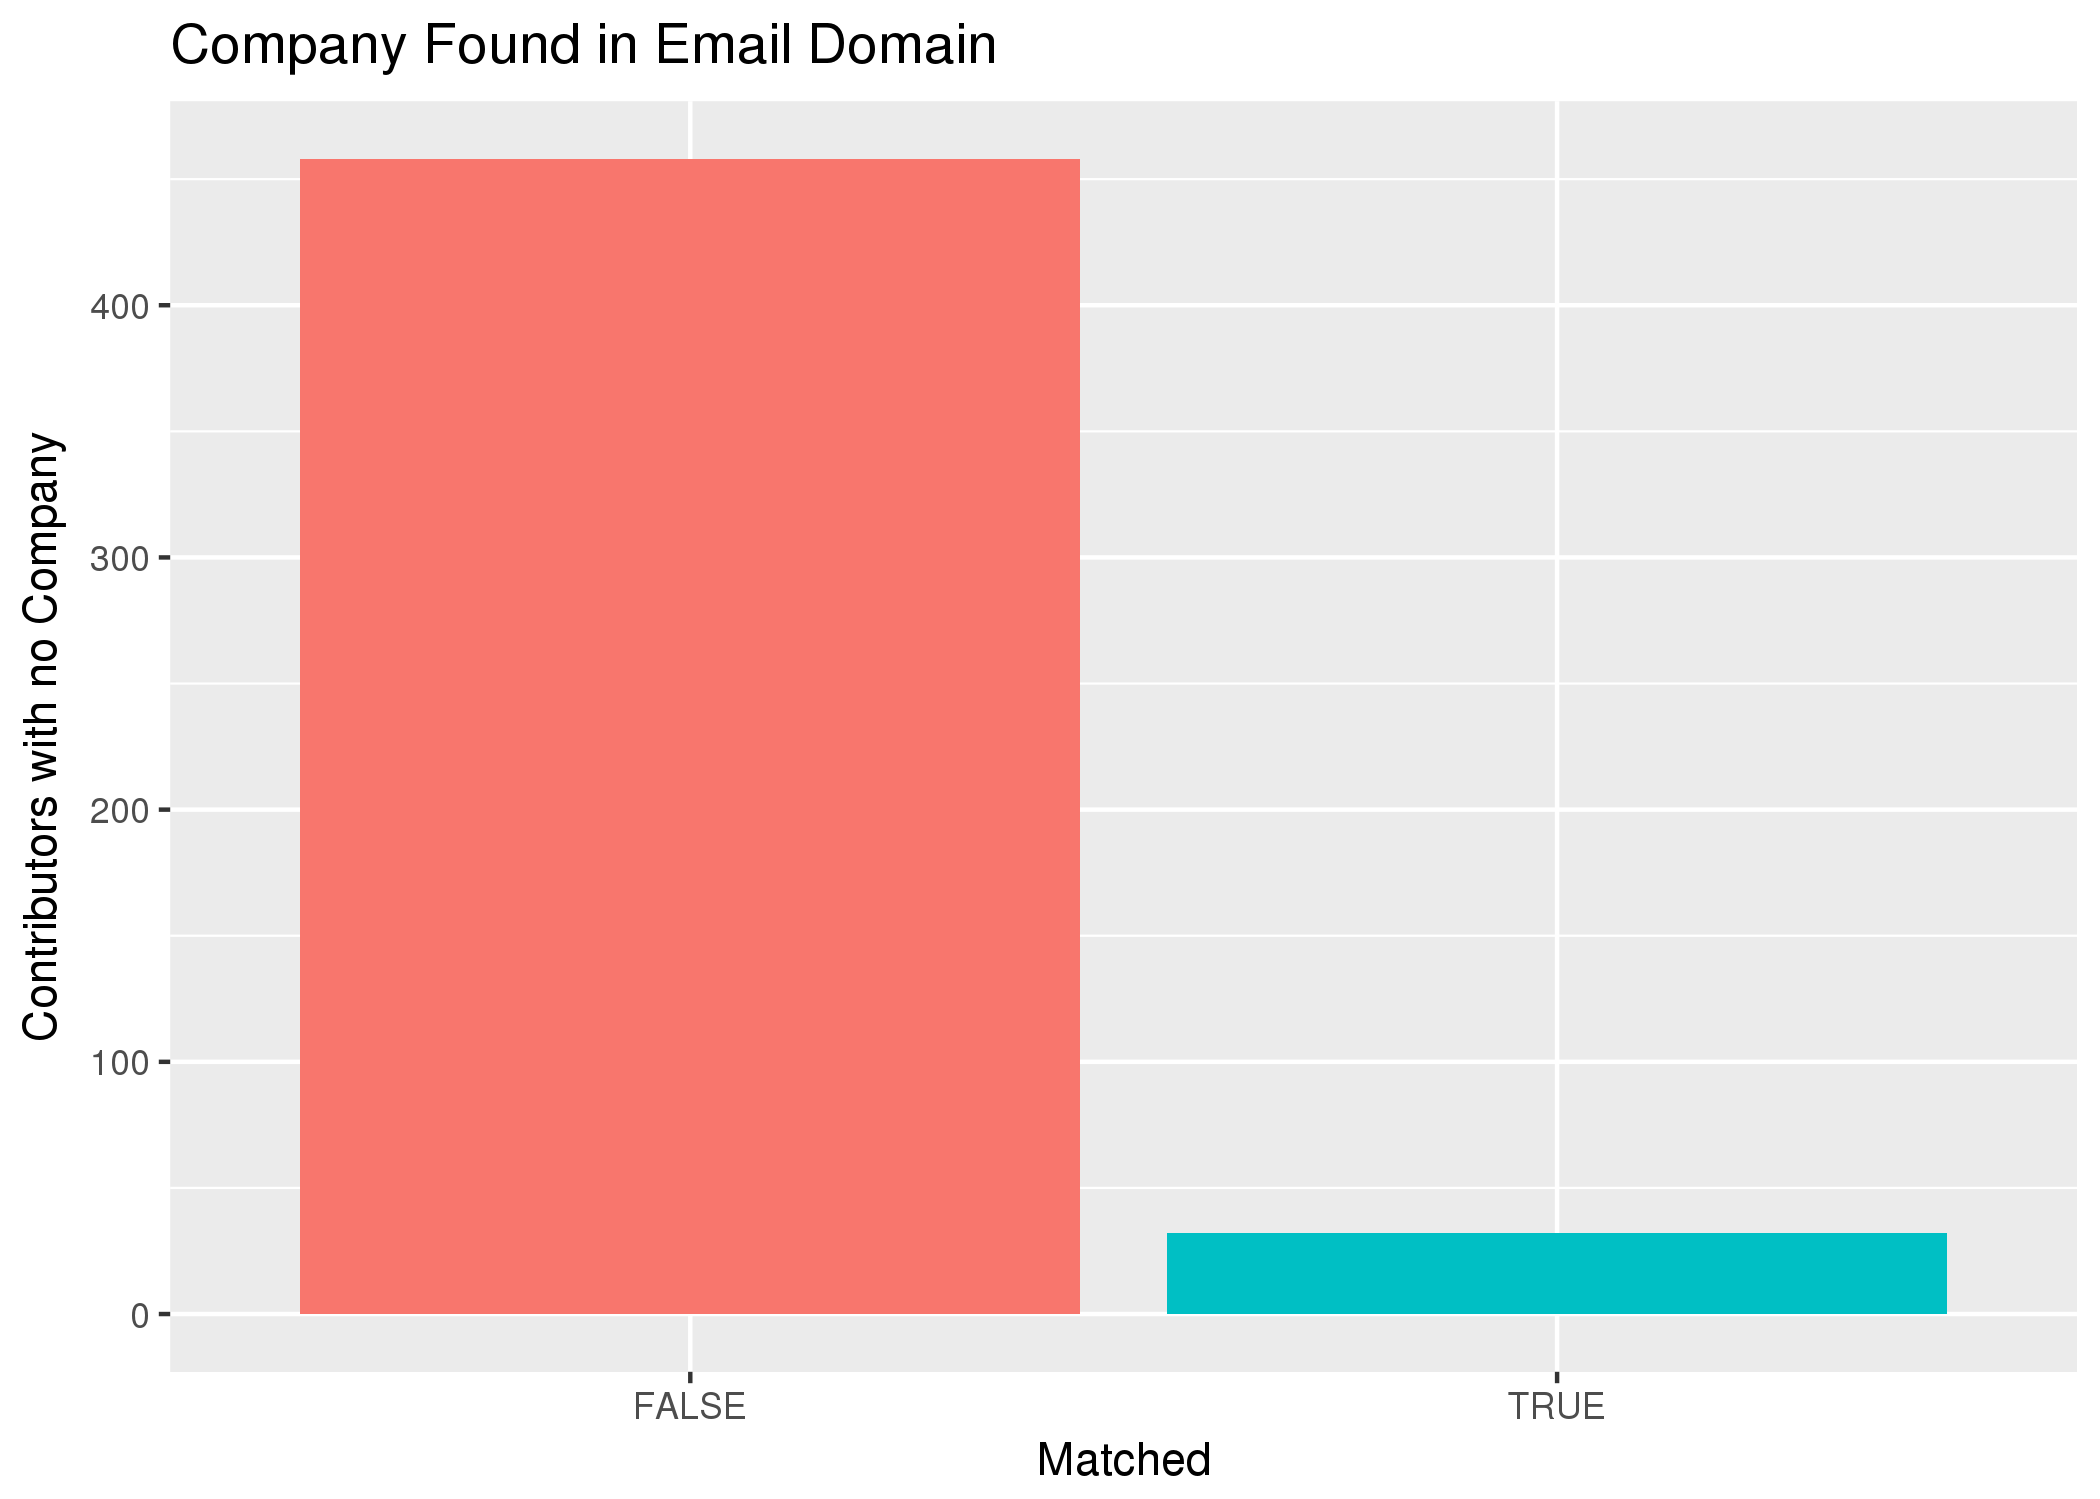 Company Found in Email Domain
Contributors with no Company
400
300
200
100
0
FALSE
TRUE
Matched